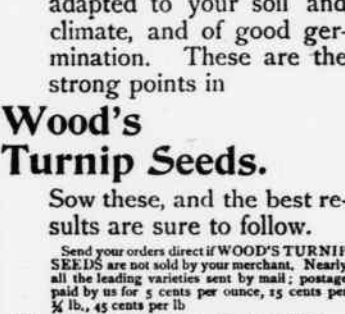 adapted to your soil and
climate, and of good ger-
mination. These are the
strong points in
Wood's
Turnip Seeds.
Sow these, and the best re-
sults are sure to follow.
Send your orders direct if WOOD'S TURNIP
SEEDS are not sold by your merchant. Nearly
all the leading varieties sent by mail; postage
paid by us for 5 cents per ounce, 15 cents per
¼ lb., 45 cents per lb